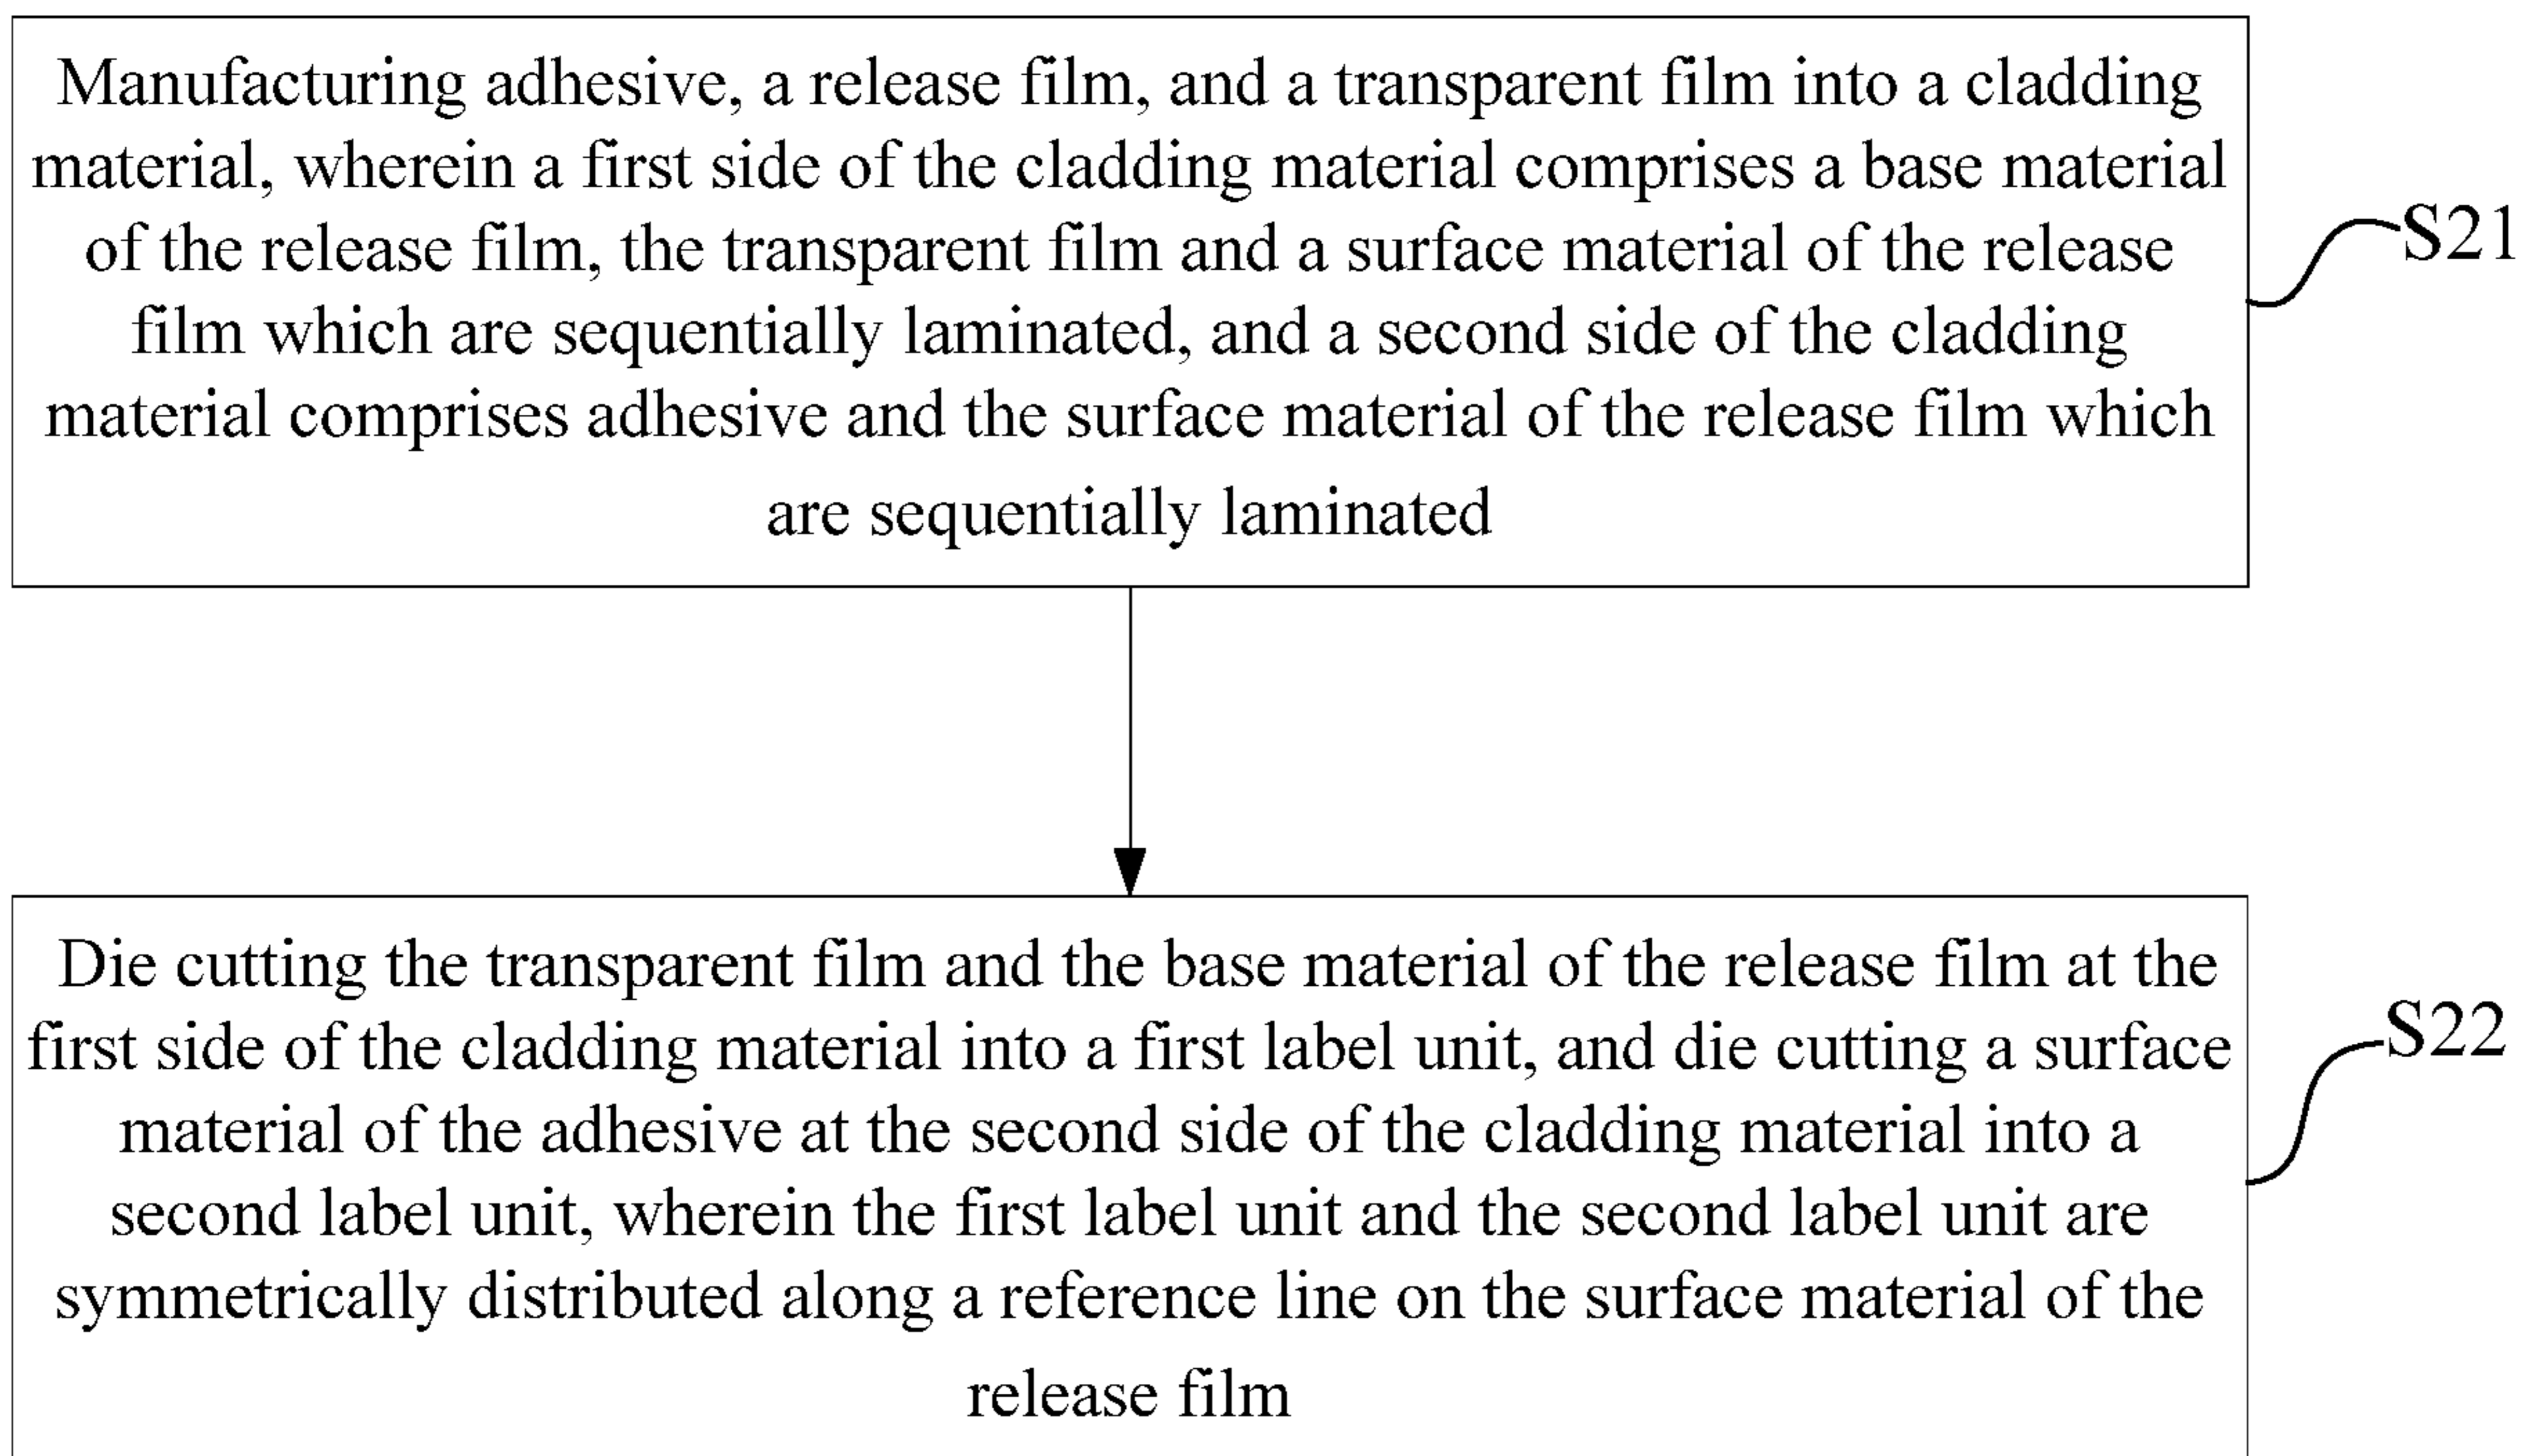 Manufacturing adhesive, a release film, and a transparent film into a cladding
material, wherein a first side of the cladding material comprises a base material
of the release film, the transparent film and a surface material of the release
film which are sequentially laminated, and a second side of the cladding
material comprises adhesive and the surface material of the release film which
are sequentially laminated
S21
Die cutting the transparent film and the base material of the release film at the
first side of the cladding material into a first label unit, and die cutting a surface
material of the adhesive at the second side of the cladding material into a
second label unit, wherein the first label unit and the second label unit are
symmetrically distributed along a reference line on the surface material of the
release film
S22